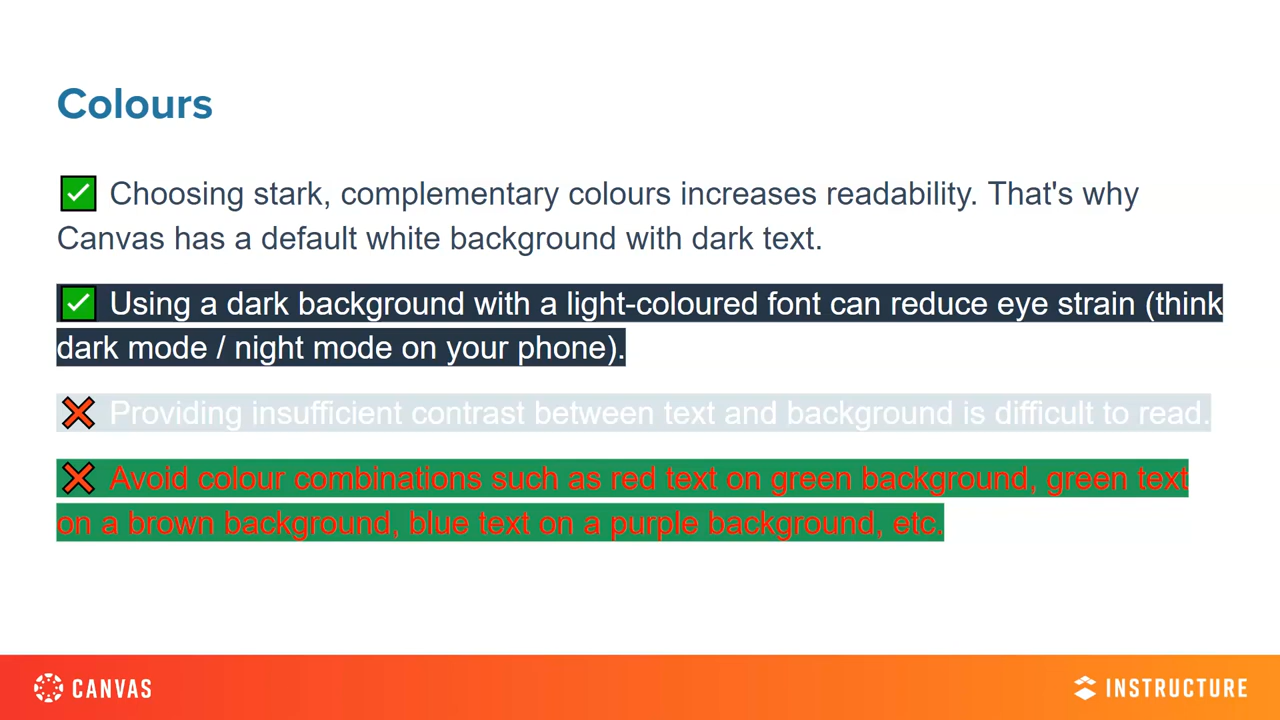 Colours
✅ Choosing stark, complementary colours increases readability. That's why
Canvas has a default white background with dark text.
✅ Using a dark background with a light-coloured font can reduce eye strain (think
dark mode / night mode on your phone).
❌ Providing insufficient contrast between text and background is difficult to read.
❌ Avoid colour combinations such as red text on green background, green text
on a brown background, blue text on a purple background, etc.
CANVAS
INSTRUCTURE